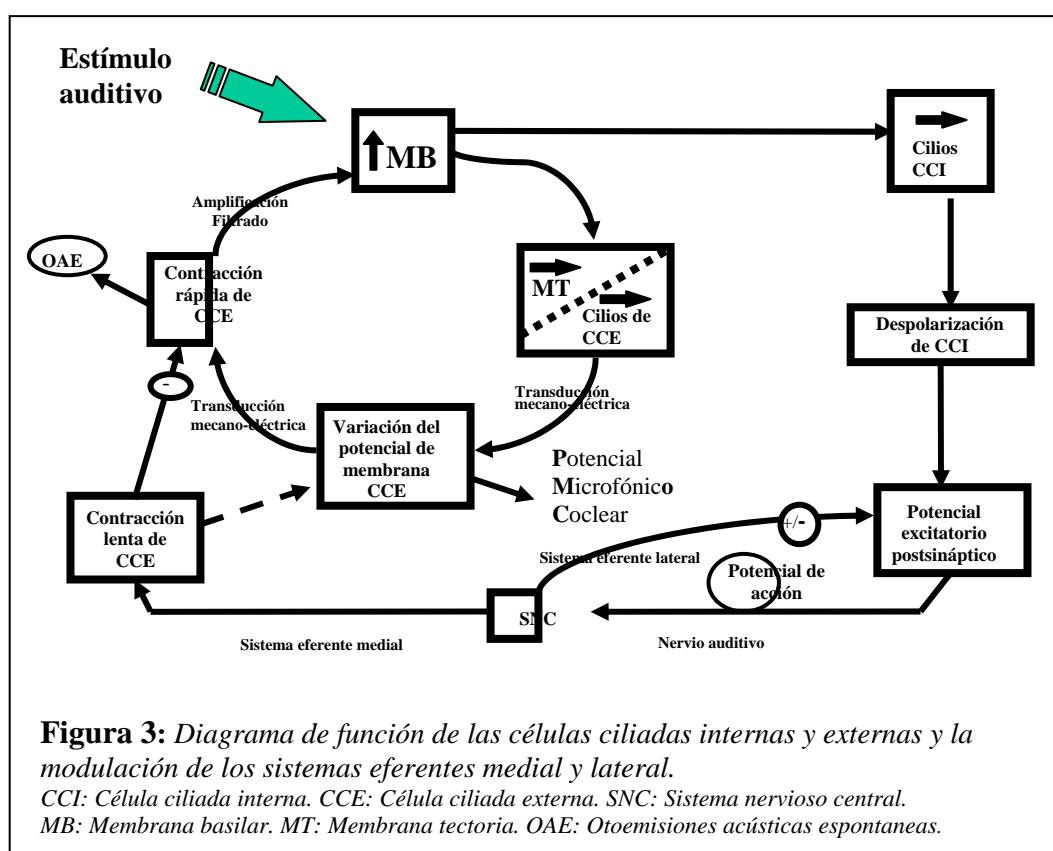 Estímulo
auditivo
MB
Cilios
CCI
Amplificación
Filtrado
OAE
Contracción
rápida de
CCE
MT
Cilios de
CCE
Despolarización
de CCI
Transducción
mecano-eléctrica
Transducción
mecano-eléctrica
Variación del
potencial de
membrana
CCE
Potencial
Microfónico
Coclear
-
Contracción
lenta de
CCE
Potencial
excitatorio
postsináptico
+/-
Sistema eferente lateral
Potencial de
acción
SNC
Sistema eferente medial
Nervio auditivo
Figura 3: Diagrama de función de las células ciliadas internas y externas y la
modulación de los sistemas eferentes medial y lateral.
CCI: Célula ciliada interna. CCE: Célula ciliada externa. SNC: Sistema nervioso central.
MB: Membrana basilar. MT: Membrana tectoria. OAE: Otoemisiones acústicas espontaneas.